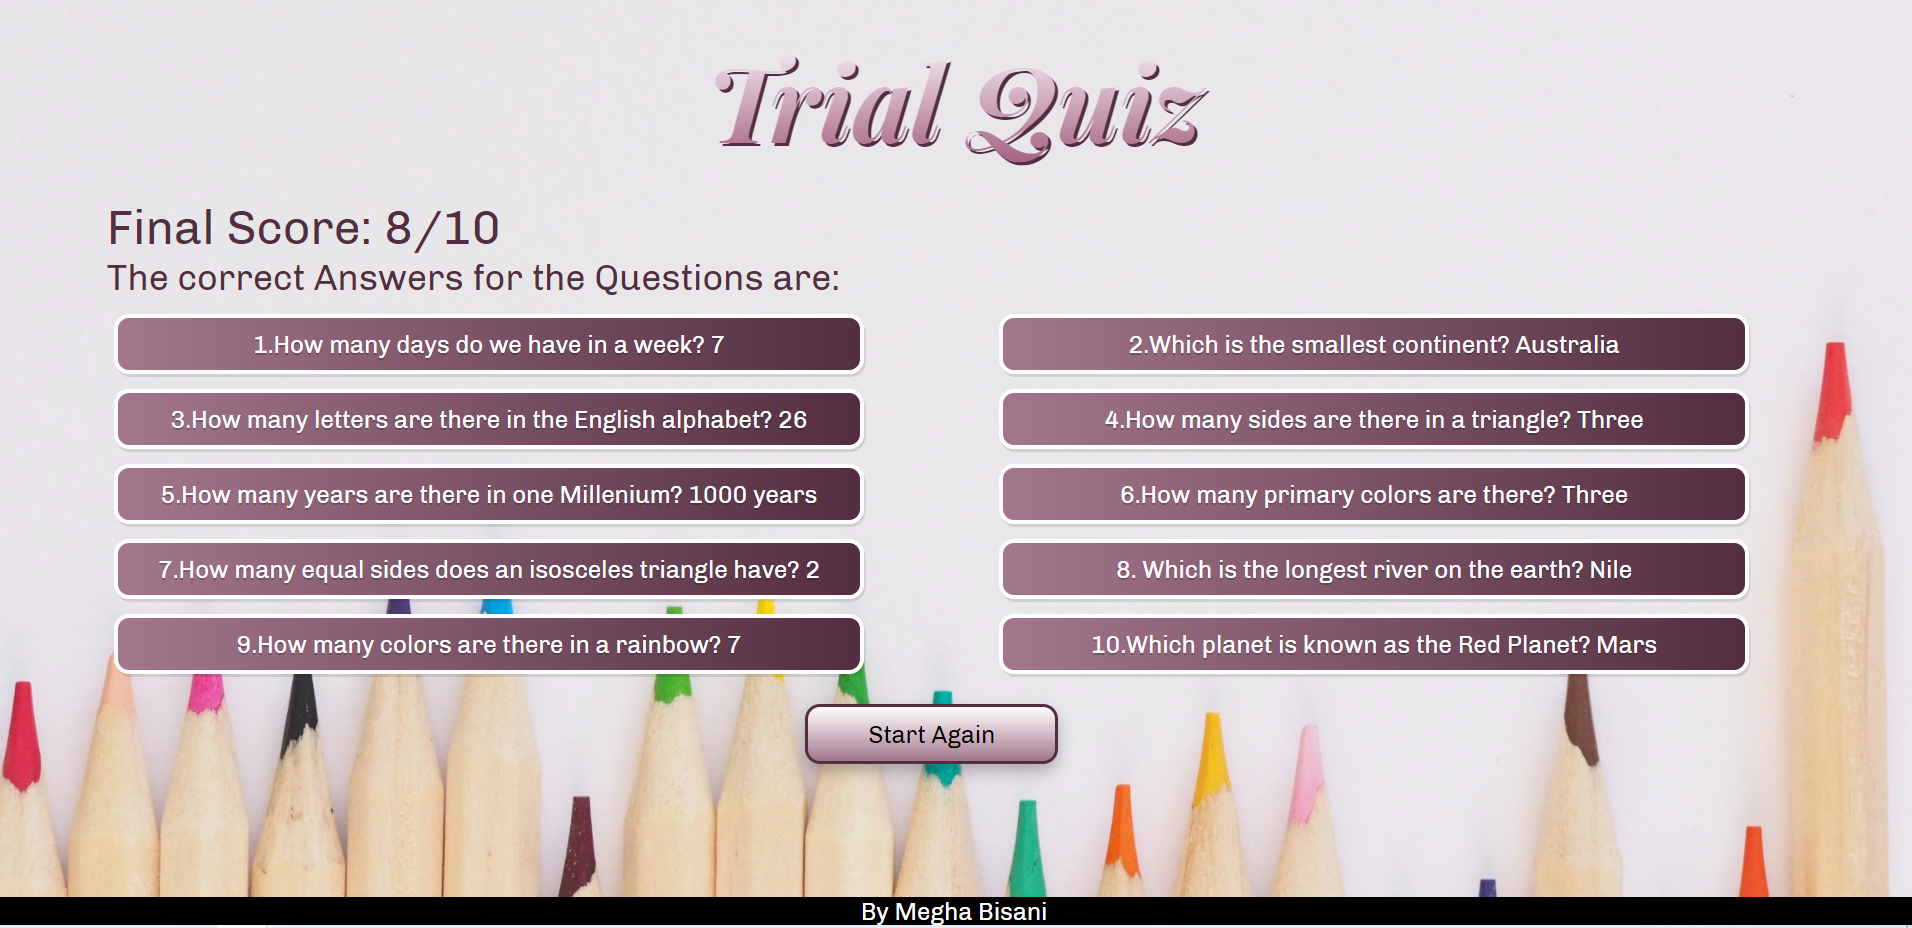 Trial Quiz
Final Score: 8/10
The correct Answers for the Questions are:
1.How many days do we have in a week? 7
2.Which is the smallest continent? Australia
3.How many letters are there in the English alphabet? 26
4.How many sides are there in a triangle? Three
5.How many years are there in one Millenium? 1000 years
6.How many primary colors are there? Three
7.How many equal sides does an isosceles triangle have? 2
8. Which is the longest river on the earth? Nile
9.How many colors are there in a rainbow? 7
10.Which planet is known as the Red Planet? Mars
Start Again
By Megha Bisani